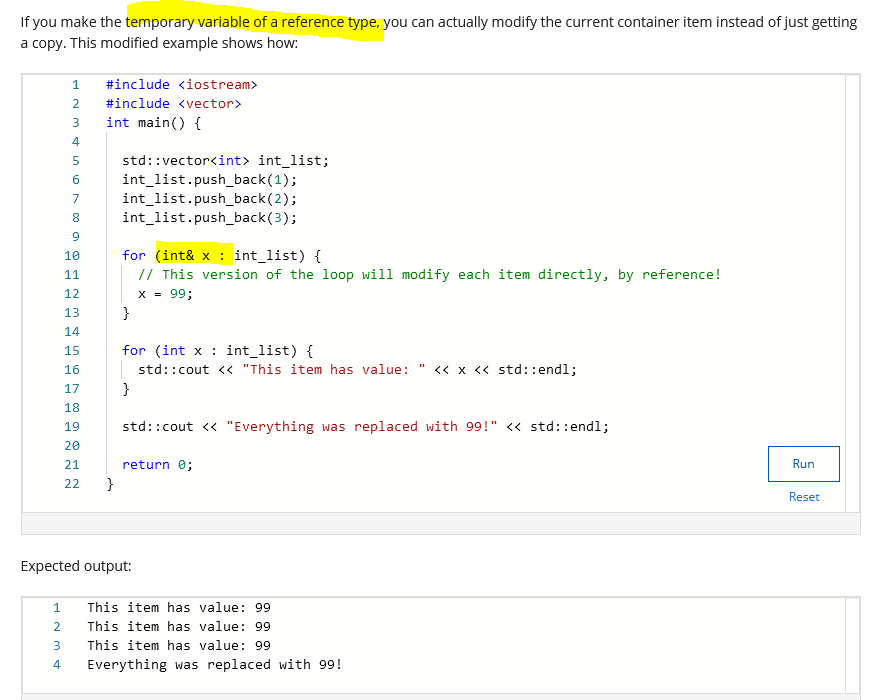 If you make the temporary variable of a reference type, you can actually modify the current container item instead of just getting
a copy. This modified example shows how:
1 #include <iostream>
2 #include <vector>
3 int main() {
4
5 std::vector<int> int_list;
6 int_list.push_back(1);
7 int_list.push_back(2);
8 int_list.push_back(3);
9
10 for (int& x : int_list) {
11 // This version of the loop will modify each item directly, by reference!
12 x = 99;
13 }
14
15 for (int x : int_list) {
16 std::cout << "This item has value: " << x << std::endl;
17 }
18
19 std::cout << "Everything was replaced with 99!" << std::endl;
20
21 return 0;
22 }
Run
Reset
Expected output:
1 This item has value: 99
2 This item has value: 99
3 This item has value: 99
4 Everything was replaced with 99!